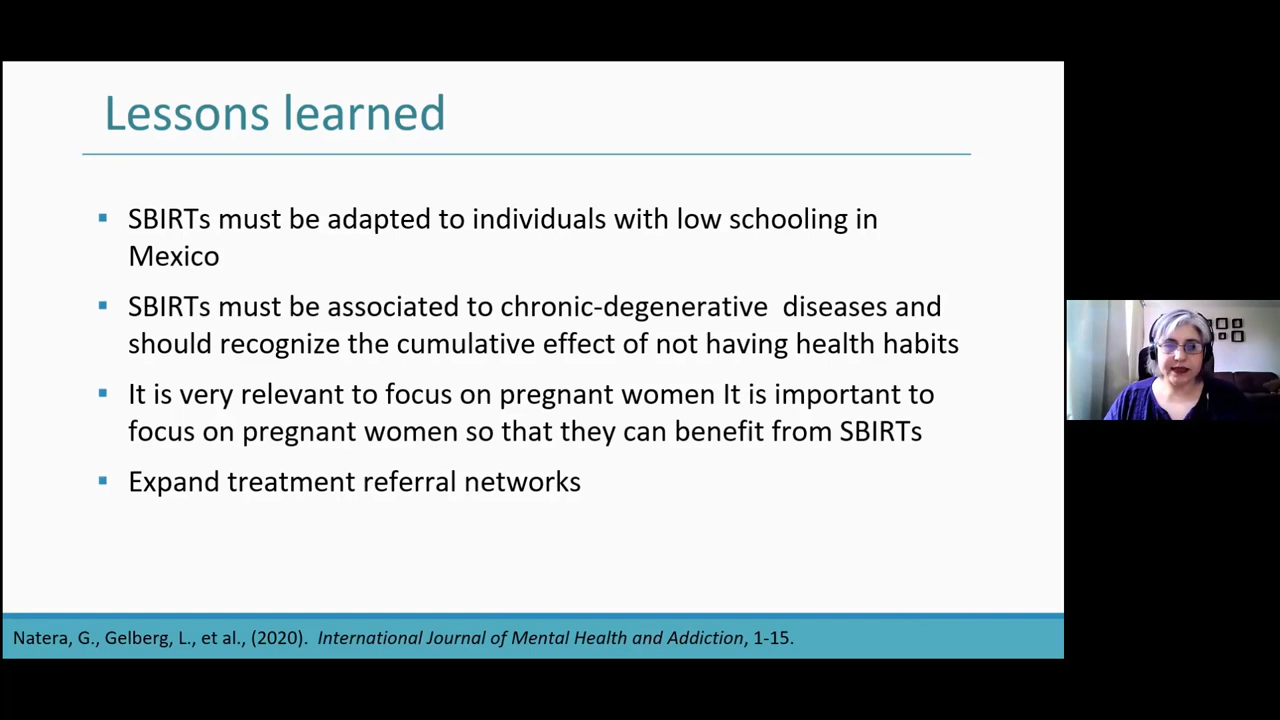 Lessons learned
▪ SBIRTs must be adapted to individuals with low schooling in
Mexico
▪ SBIRTs must be associated to chronic-degenerative  diseases and
should recognize the cumulative effect of not having health habits
▪ It is very relevant to focus on pregnant women It is important to
focus on pregnant women so that they can benefit from SBIRTs
▪ Expand treatment referral networks
Natera, G., Gelberg, L., et al., (2020).  International Journal of Mental Health and Addiction, 1-15.